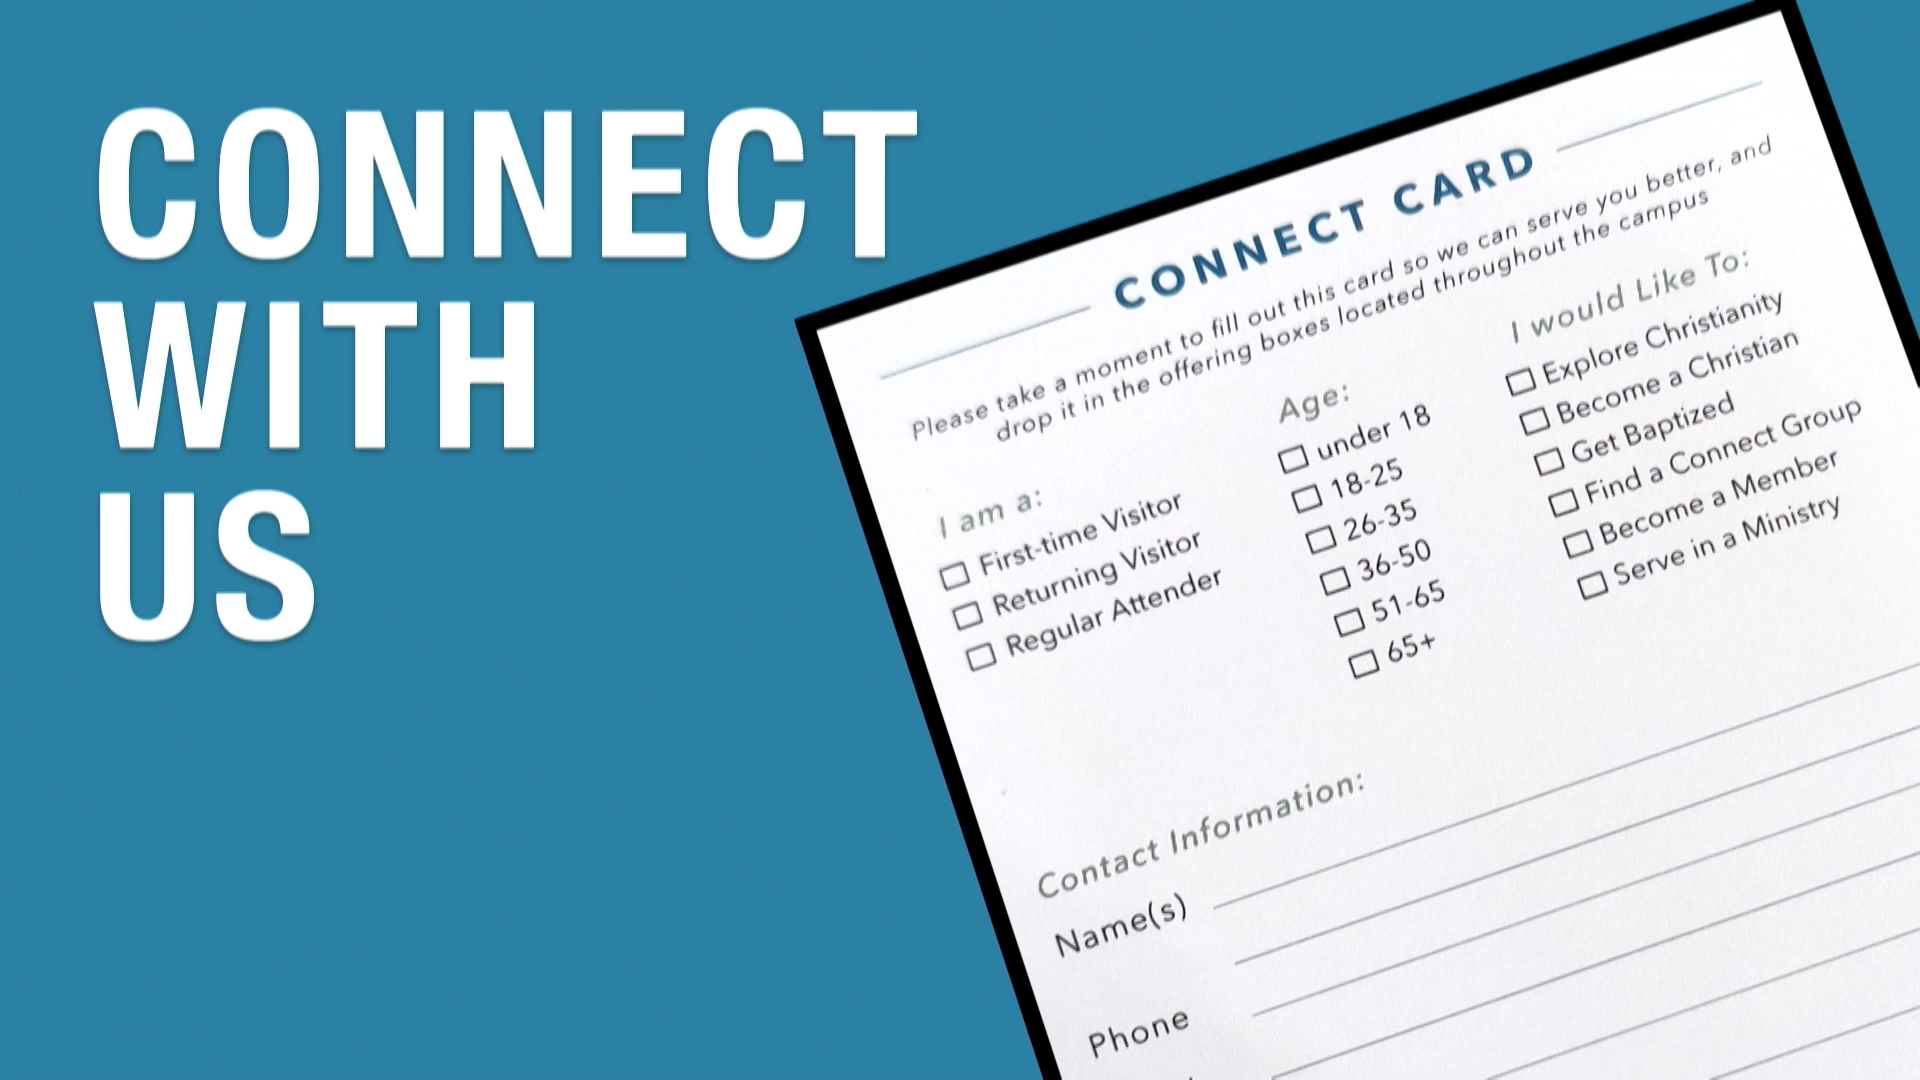 CONNECT
WITH
US
CONNECT CARD
Please take a moment to fill out this card so we can serve you better, and
drop it in the offering boxes located throughout the campus
I am a:
First-time Visitor
Returning Visitor
Regular Attender
Age:
under 18
18-25
26-35
36-50
51-65
65+
I would Like To:
Explore Christianity
Become a Christian
Get Baptized
Find a Connect Group
Become a Member
Serve in a Ministry
Contact Information:
Name(s)
Phone